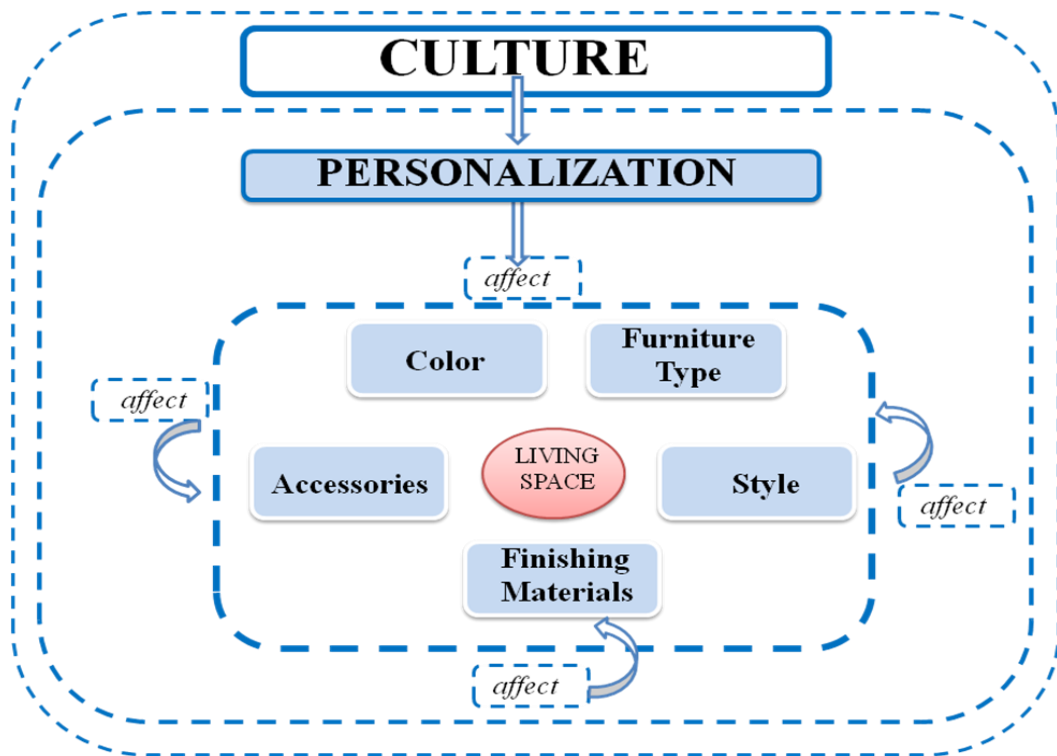 CULTURE
PERSONALIZATION
affect
Color
Furniture
Type
affect
Accessories
LIVING
SPACE
Style
affect
Finishing
Materials
affect